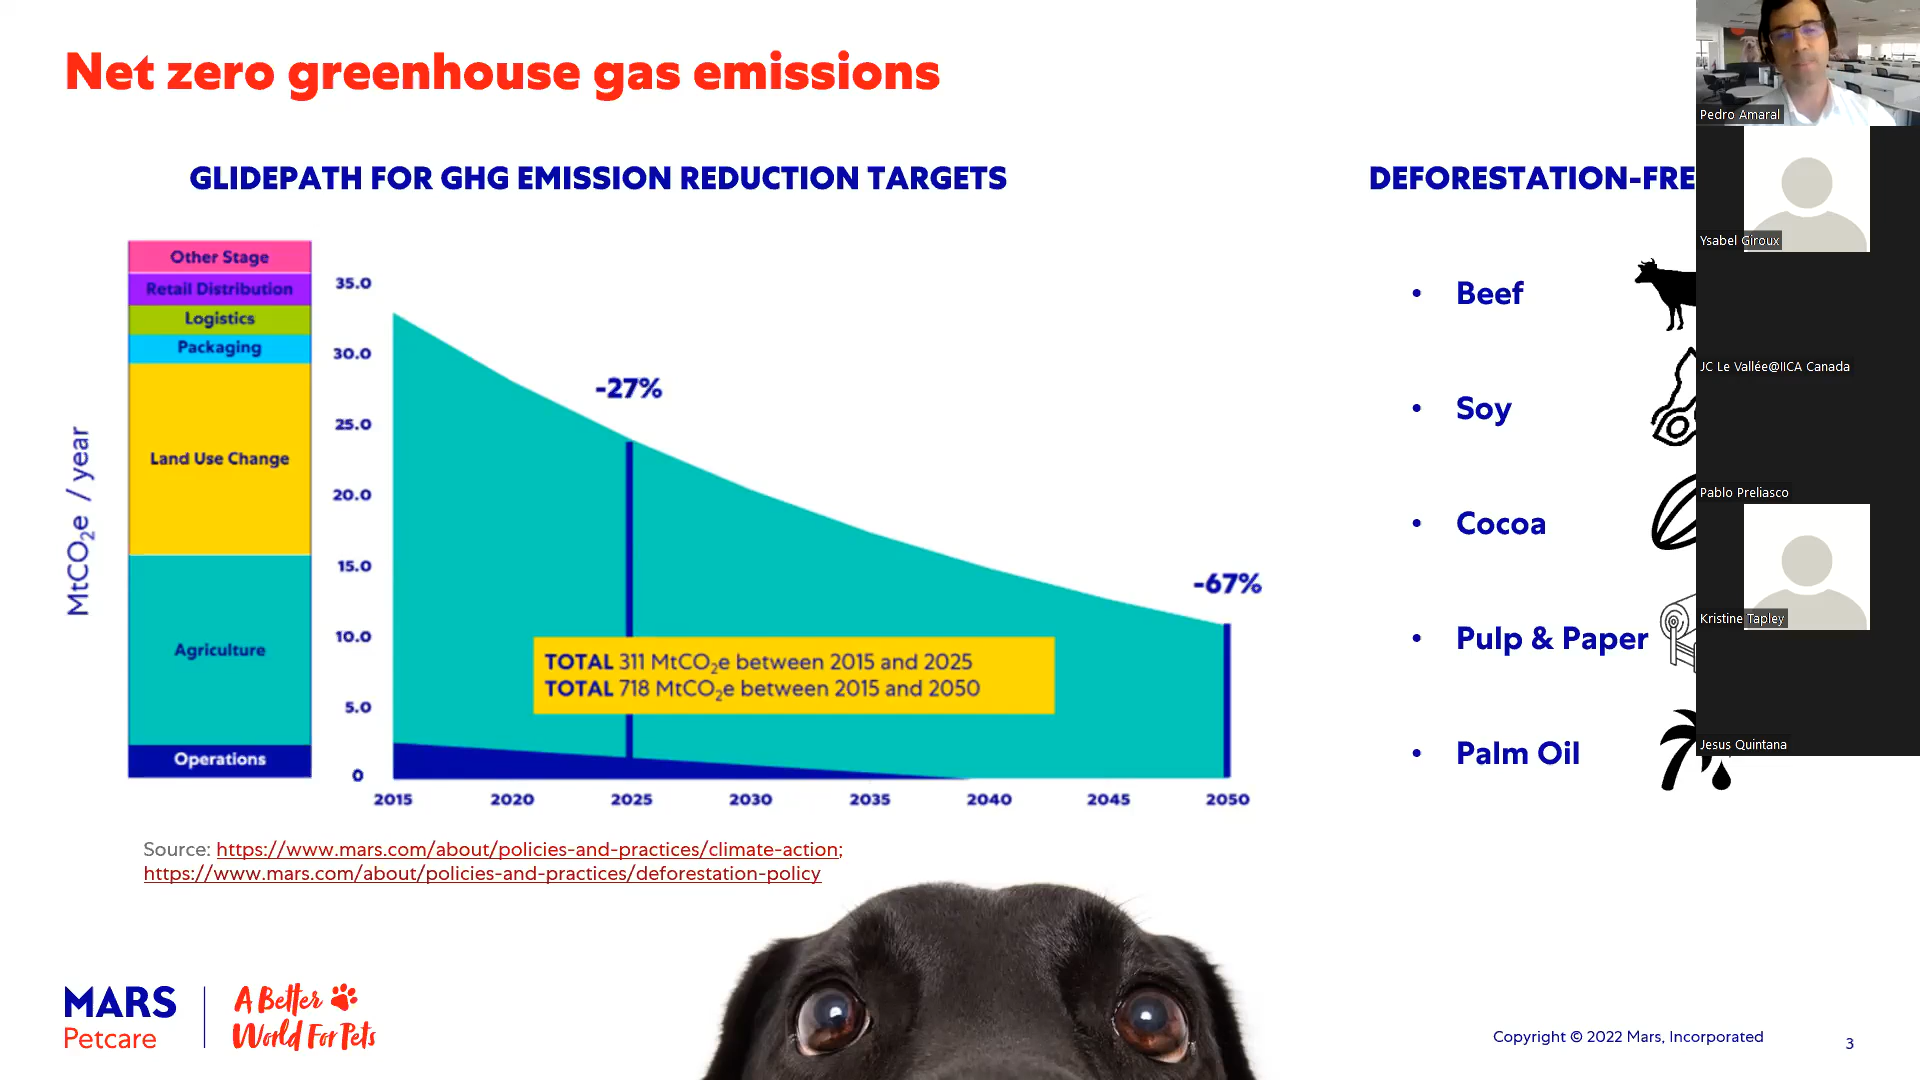 Net zero greenhouse gas emissions
GLIDEPATH FOR GHG EMISSION REDUCTION TARGETS
MtCO₂e / year
Other Stage
Retail Distribution
Logistics
Packaging
Land Use Change
Agriculture
Operations
35.0
30.0
25.0
20.0
15.0
10.0
5.0
0
-27%
-67%
TOTAL 311 MtCO₂e between 2015 and 2025
TOTAL 718 MtCO₂e between 2015 and 2050
2015 2020 2025 2030 2035 2040 2045 2050
Source: https://www.mars.com/about/policies-and-practices/climate-action;
https://www.mars.com/about/policies-and-practices/deforestation-policy
DEFORESTATION-FRE
• Beef
• Soy
• Cocoa
• Pulp & Paper
• Palm Oil
Pedro Amaral
Ysabel Giroux
JC Le Vallée@IICA Canada
Pablo Preliasco
Kristine Tapley
Jesus Quintana
MARS
Petcare
A Better
World For Pets
Copyright © 2022 Mars, Incorporated
3